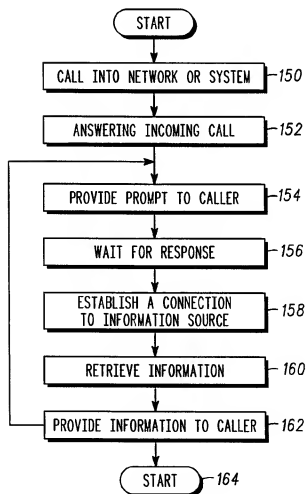 START
CALL INTO NETWORK OR SYSTEM 150
ANSWERING INCOMING CALL 152
PROVIDE PROMPT TO CALLER 154
WAIT FOR RESPONSE 156
ESTABLISH A CONNECTION
TO INFORMATION SOURCE 158
RETRIEVE INFORMATION 160
PROVIDE INFORMATION TO CALLER 162
START 164